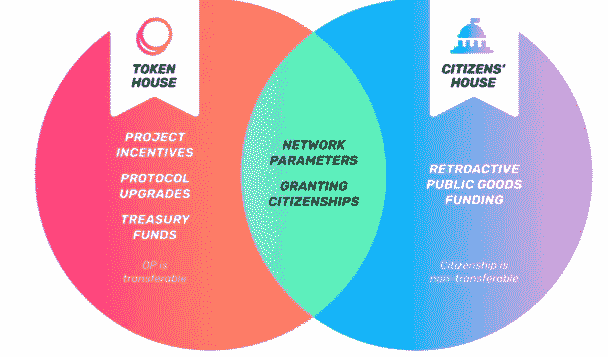 TOKEN
HOUSE
PROJECT
INCENTIVES
PROTOCOL
UPGRADES
TREASURY
FUNDS
OP is
transferable
NETWORK
PARAMETERS
GRANTING
CITIZENSHIPS
CITIZENS'
HOUSE
RETROACTIVE
PUBLIC GOODS
FUNDING
Citizenship is
non-transferable